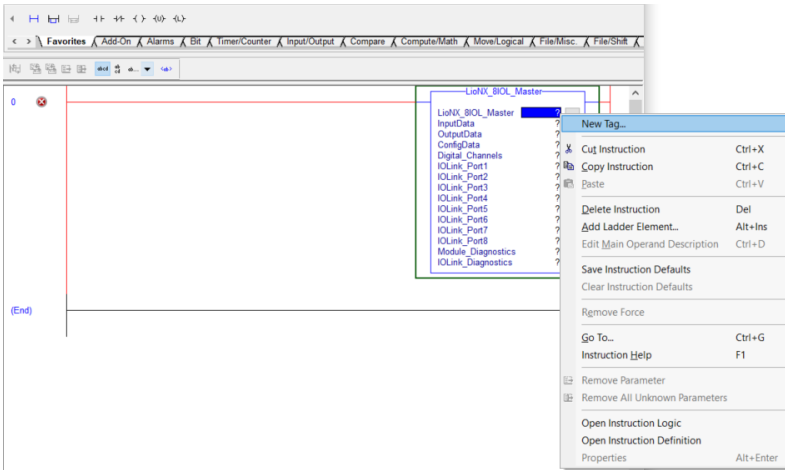 Favorites Add-On Alarms Bit Timer/Counter Input/Output Compare Compute/Math Move/Logical File/Misc. File/Shift
abcd
0
LioNX_8IOL_Master
LioNX_8IOL_Master ?
InputData ?
OutputData ?
ConfigData ?
Digital_Channels ?
IOLink_Port1 ?
IOLink_Port2 ?
IOLink_Port3 ?
IOLink_Port4 ?
IOLink_Port5 ?
IOLink_Port6 ?
IOLink_Port7 ?
IOLink_Port8 ?
Module_Diagnostics ?
IOLink_Diagnostics ?
(End)
New Tag...
Cut Instruction Ctrl+X
Copy Instruction Ctrl+C
Paste Ctrl+V
Delete Instruction Del
Add Ladder Element... Alt+Ins
Edit Main Operand Description Ctrl+D
Save Instruction Defaults
Clear Instruction Defaults
Remove Force
Go To... Ctrl+G
Instruction Help F1
Remove Parameter
Remove All Unknown Parameters
Open Instruction Logic
Open Instruction Definition
Properties Alt+Enter